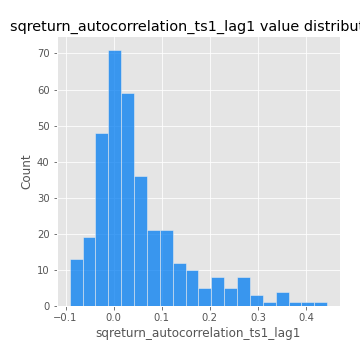 sqreturn_autocorrelation_ts1_lag1 value distribut
70
60
50
40
30
20
10
0
Count
−0.1 0.0 0.1 0.2 0.3 0.4
sqreturn_autocorrelation_ts1_lag1